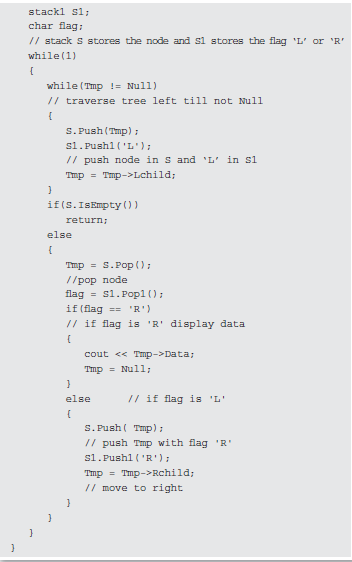 stack1 S1;
char flag;
// stack S stores the node and S1 stores the flag 'L' or 'R'
while(1)
{
while(Tmp != Null)
// traverse tree left till not Null
{
S.Push(Tmp);
S1.Push1('L');
// push node in S and 'L' in S1
Tmp = Tmp->Lchild;
}
if(S.IsEmpty())
return;
else
{
Tmp = S.Pop();
//pop node
flag = S1.Pop1();
if(flag == 'R')
// if flag is 'R' display data
{
cout << Tmp->Data;
Tmp = Null;
}
else // if flag is 'L'
{
S.Push( Tmp);
// push Tmp with flag 'R'
S1.Push1('R');
Tmp = Tmp->Rchild;
// move to right
}
}
}
}